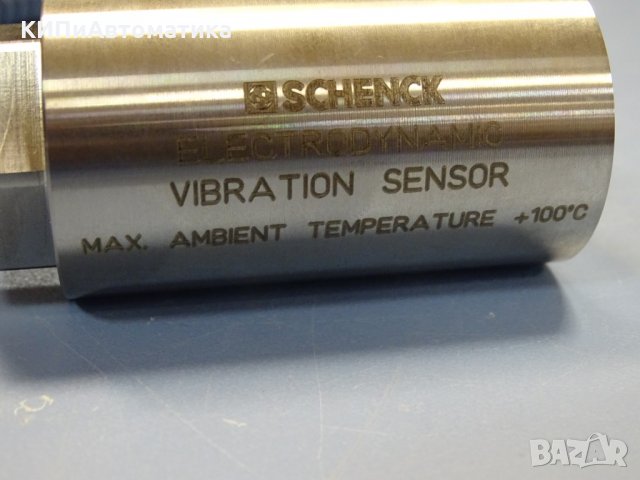 КИПиАвтоматика
SCHENCK
ELECTRODYNAMIC
VIBRATION SENSOR
MAX. AMBIENT TEMPERATURE +100°C
BAZAR